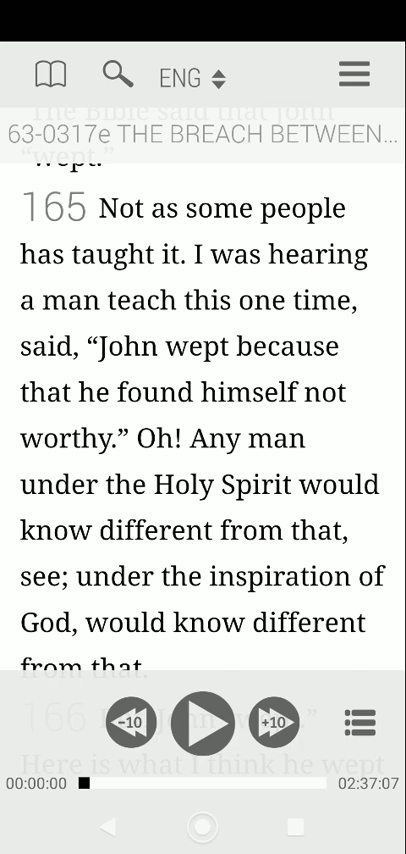 ENG
The Bible said that John
63-0317e THE BREACH BETWEEN...
“wept.”
165 Not as some people
has taught it. I was hearing
a man teach this one time,
said, “John wept because
that he found himself not
worthy.” Oh! Any man
under the Holy Spirit would
know different from that,
see; under the inspiration of
God, would know different
from that.
166 John
-10 +10
Here is what I think he wept
00:00:00 02:37:07